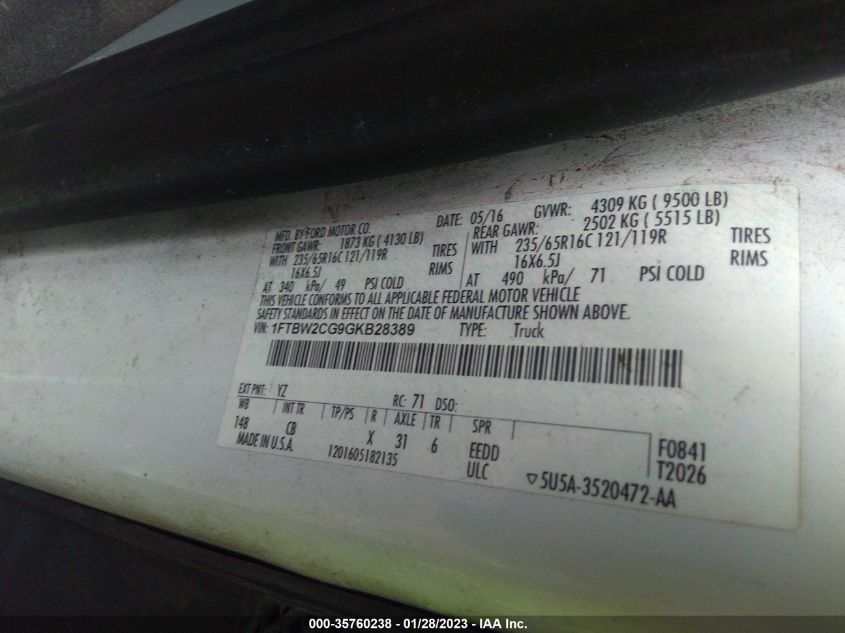 MFD. BY FORD MOTOR CO. DATE: 05/16 GVWR: 4309 KG ( 9500 LB)
FRONT GAWR: 1873 KG ( 4130 LB) REAR GAWR: 2502 KG ( 5515 LB)
WITH 235/65R16C 121/119R TIRES WITH 235/65R16C 121/119R TIRES
16X6.5J RIMS 16X6.5J RIMS
AT 340 kPa/ 49 PSI COLD AT 490 kPa/ 71 PSI COLD
THIS VEHICLE CONFORMS TO ALL APPLICABLE FEDERAL MOTOR VEHICLE
SAFETY STANDARDS IN EFFECT ON THE DATE OF MANUFACTURE SHOWN ABOVE.
VIN: 1FTBW2CG9GKB28389 TYPE: Truck
EXT PNT: YZ RC: 71 DSO:
WB INT TR TP/PS R AXLE TR SPR
148 CB X 31 6 EEDD F0841
MADE IN U.S.A. 1201605182135 ULC ▽5U5A-3520472-AA T2026
000-35760238 - 01/28/2023 - IAA Inc.